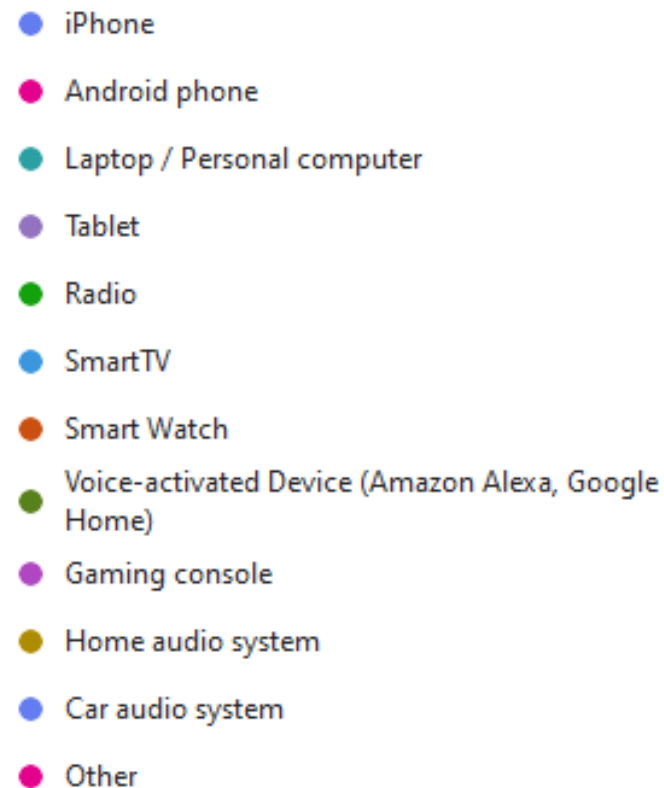 iPhone
Android phone
Laptop / Personal computer
Tablet
Radio
SmartTV
Smart Watch
Voice-activated Device (Amazon Alexa, Google
Home)
Gaming console
Home audio system
Car audio system
Other